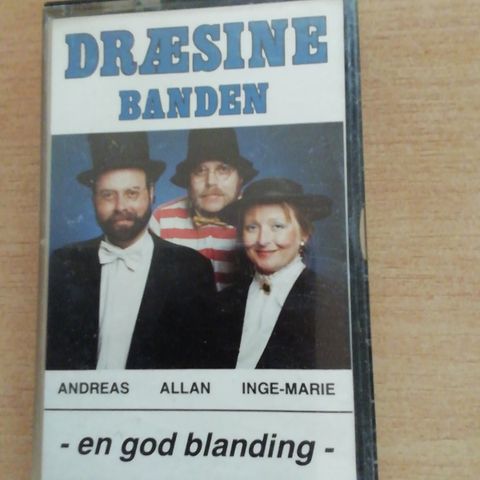 DRÆSINE
BANDEN
ANDREAS ALLAN INGE-MARIE
- en god blanding -